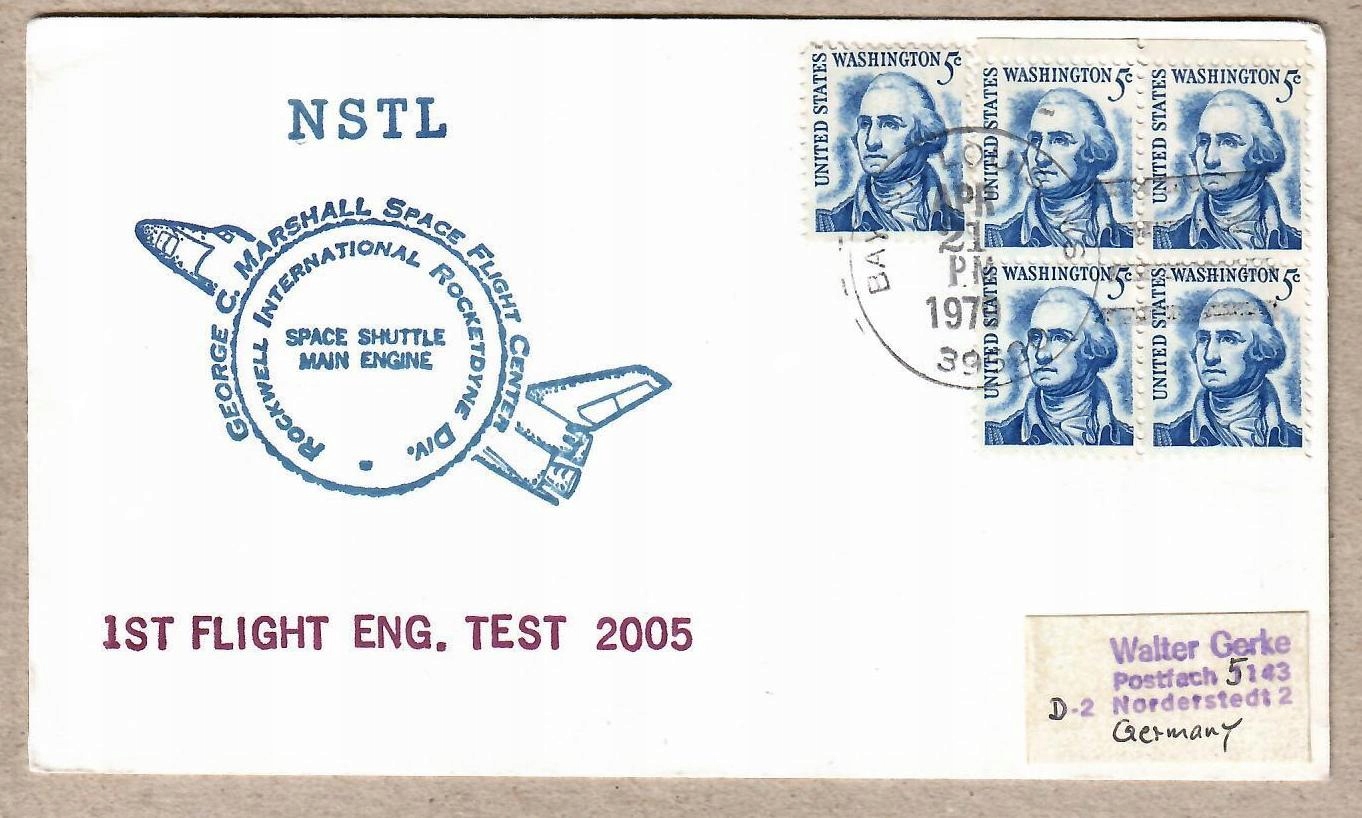 NSTL
GEORGE C. MARSHALL SPACE FLIGHT CENTER
ROCKWELL INTERNATIONAL ROCKETDYNE DIV.
SPACE SHUTTLE
MAIN ENGINE
1ST FLIGHT ENG. TEST 2005
UNITED STATES
WASHINGTON 5c
UNITED STATES
WASHINGTON 5c
UNITED STATES
WASHINGTON 5c
UNITED STATES
WASHINGTON 5c
UNITED STATES
WASHINGTON 5c
BAY
APR
21
PM
Walter Gerke
Postfach 5143
D-2 Norderstedt 2
Germany